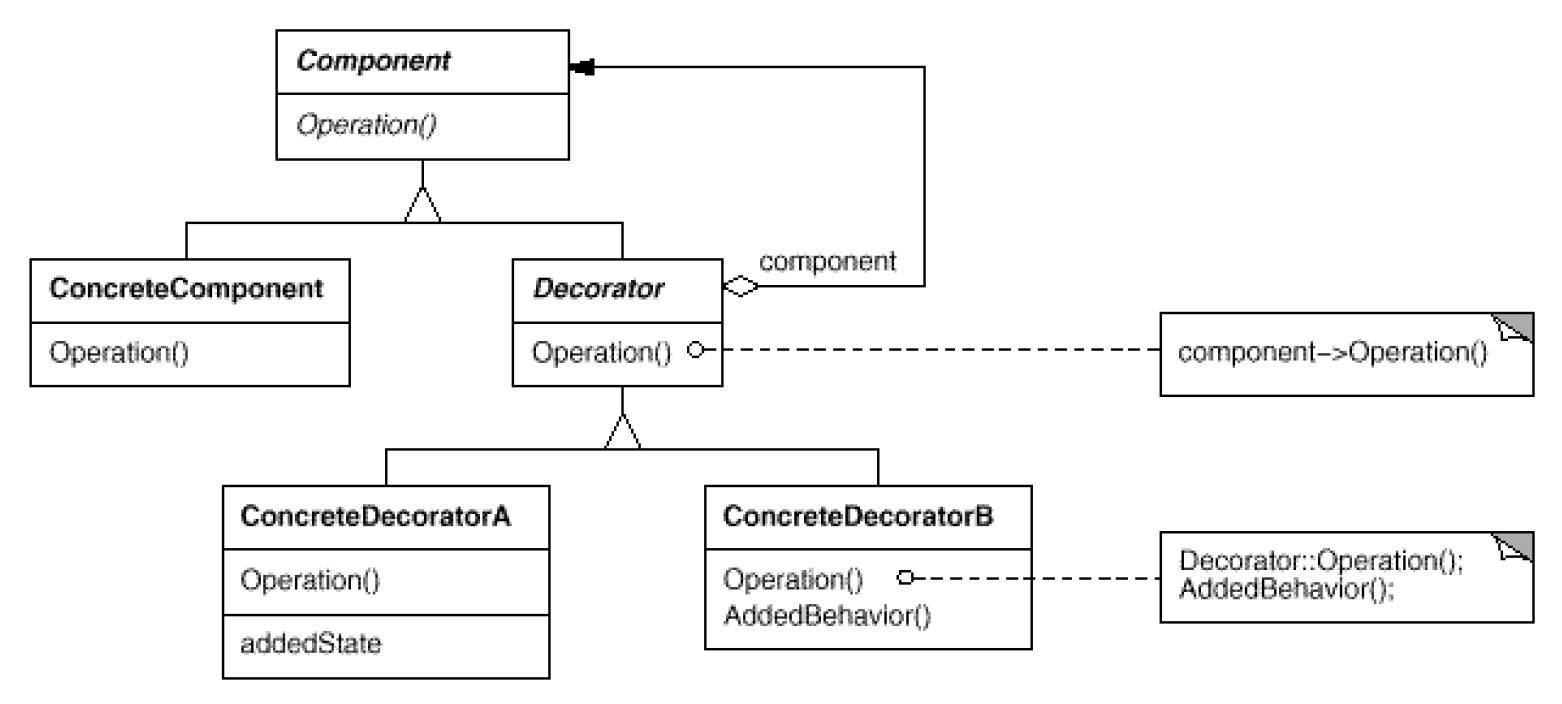 Component
Operation()
component
ConcreteComponent
Operation()
Decorator
Operation()
component–>Operation()
ConcreteDecoratorA
Operation()
addedState
ConcreteDecoratorB
Operation()
AddedBehavior()
Decorator::Operation();
AddedBehavior();